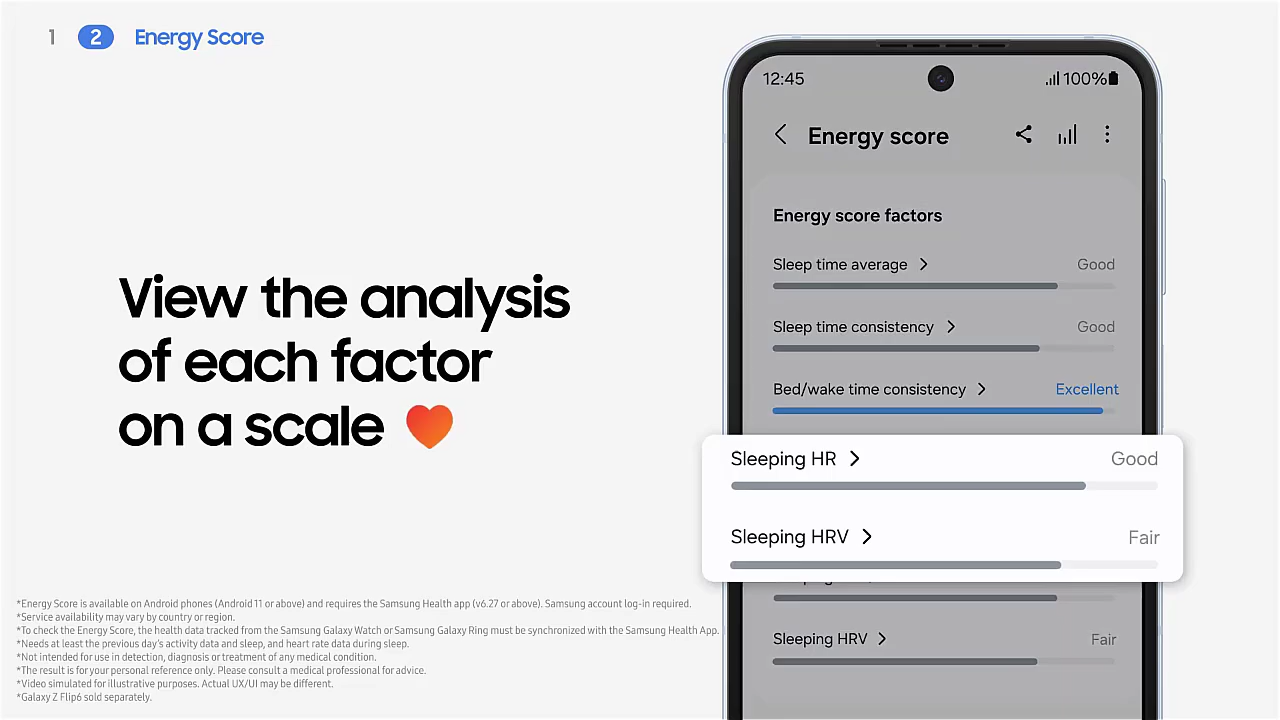 1 2 Energy Score
View the analysis
of each factor
on a scale
12:45 100%
Energy score
Energy score factors
Sleep time average Good
Sleep time consistency Good
Bed/wake time consistency Excellent
Sleeping HR Good
Sleeping HRV Fair
Sleeping HRV Fair
*Energy Score is available on Android phones (Android 11 or above) and requires the Samsung Health app (v6.27 or above). Samsung account log-in required.
*Service availability may vary by country or region.
*To check the Energy Score, the health data tracked from the Samsung Galaxy Watch or Samsung Galaxy Ring must be synchronized with the Samsung Health App.
*Needs at least the previous day's activity data and sleep, and heart rate data during sleep.
*Not intended for use in detection, diagnosis or treatment of any medical condition.
*The result is for your personal reference only. Please consult a medical professional for advice.
*Video simulated for illustrative purposes. Actual UX/UI may be different.
*Galaxy Z Flip6 sold separately.